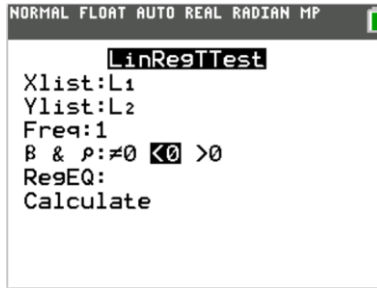 NORMAL FLOAT AUTO REAL RADIAN MP
LinRegTTest
Xlist:L₁
Ylist:L₂
Freq:1
β & ρ:≠0 <0 >0
RegEQ:
Calculate